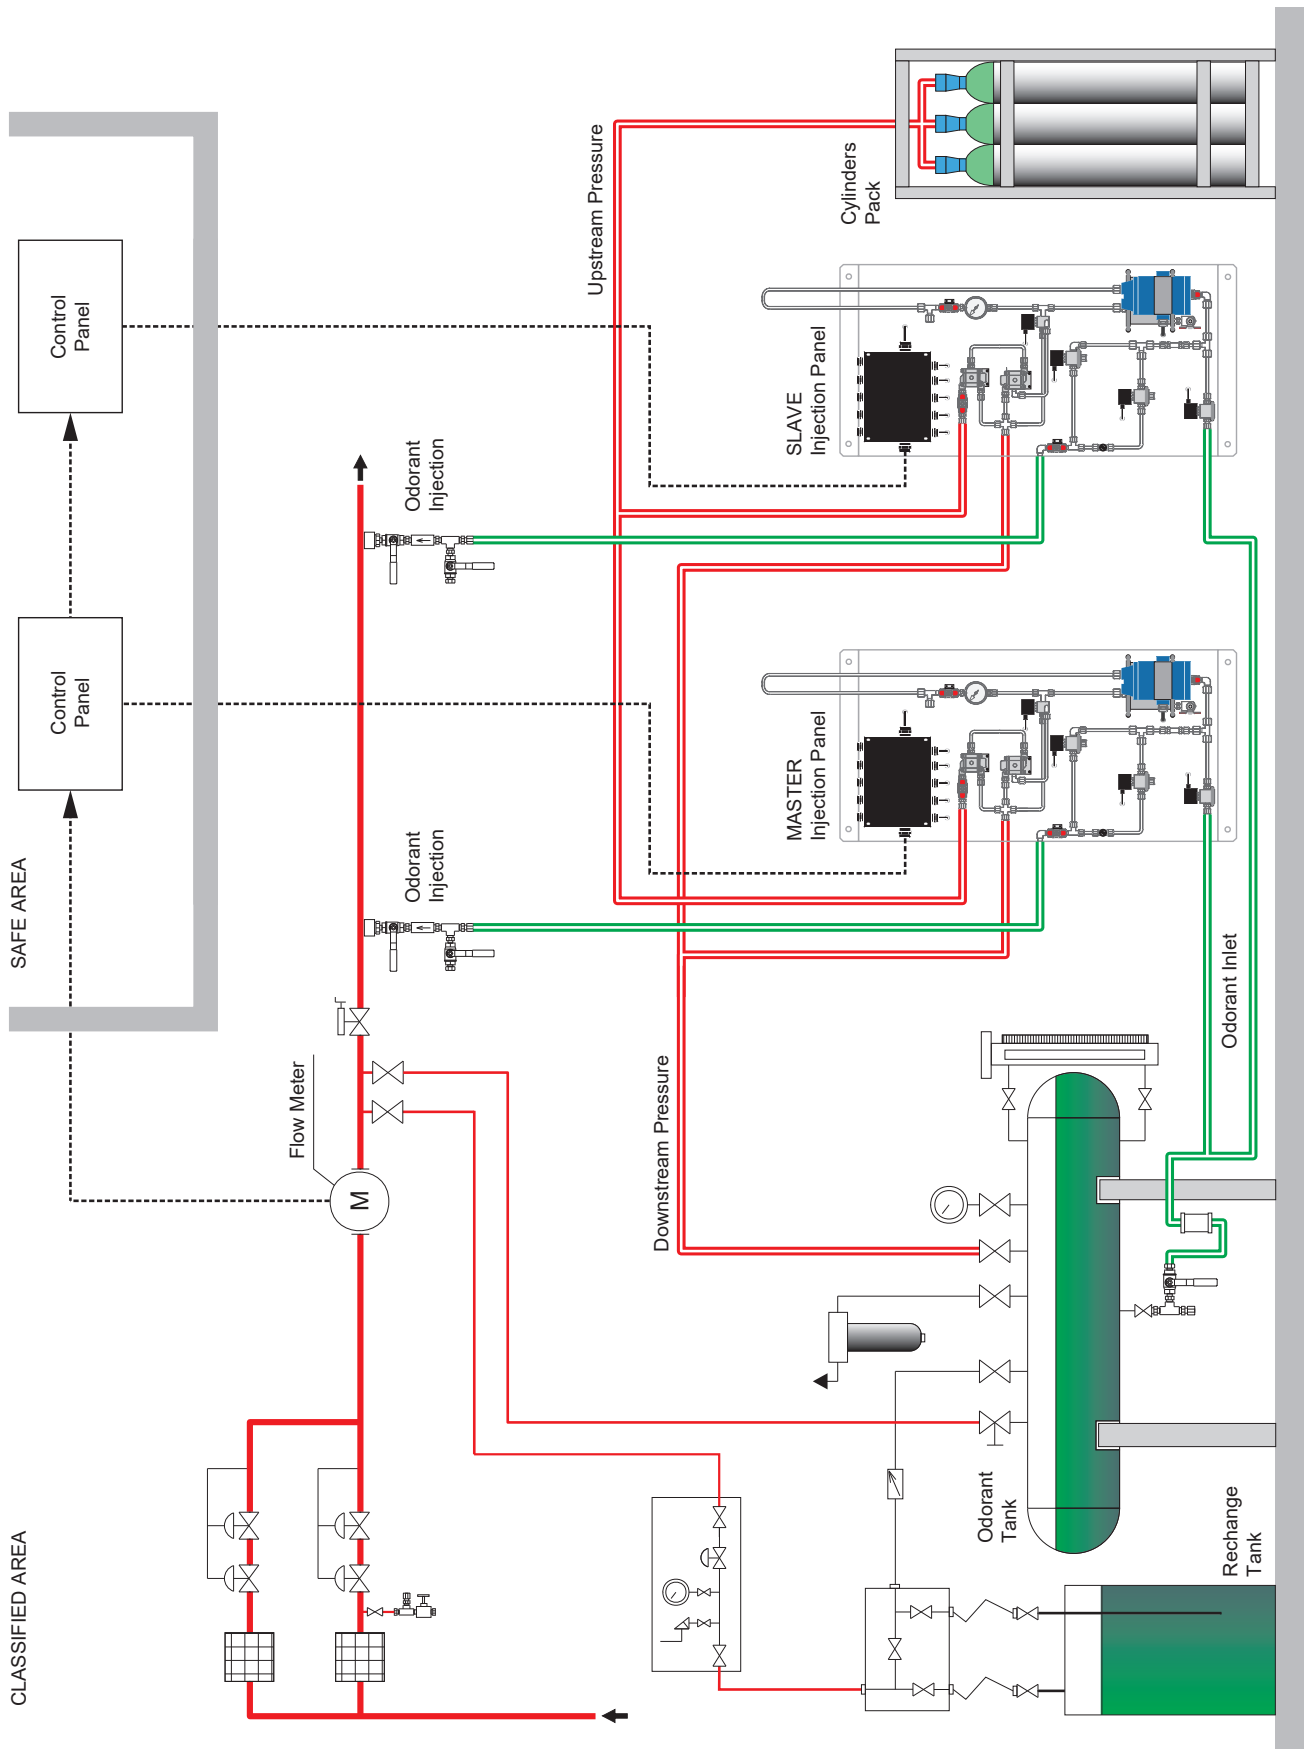 CLASSIFIED AREA
SAFE AREA
Control
Panel
Control
Panel
Flow Meter
M
Odorant
Injection
Odorant
Injection
Upstream Pressure
Downstream Pressure
MASTER
Injection Panel
SLAVE
Injection Panel
Cylinders
Pack
Odorant
Tank
Odorant Inlet
Rechange
Tank